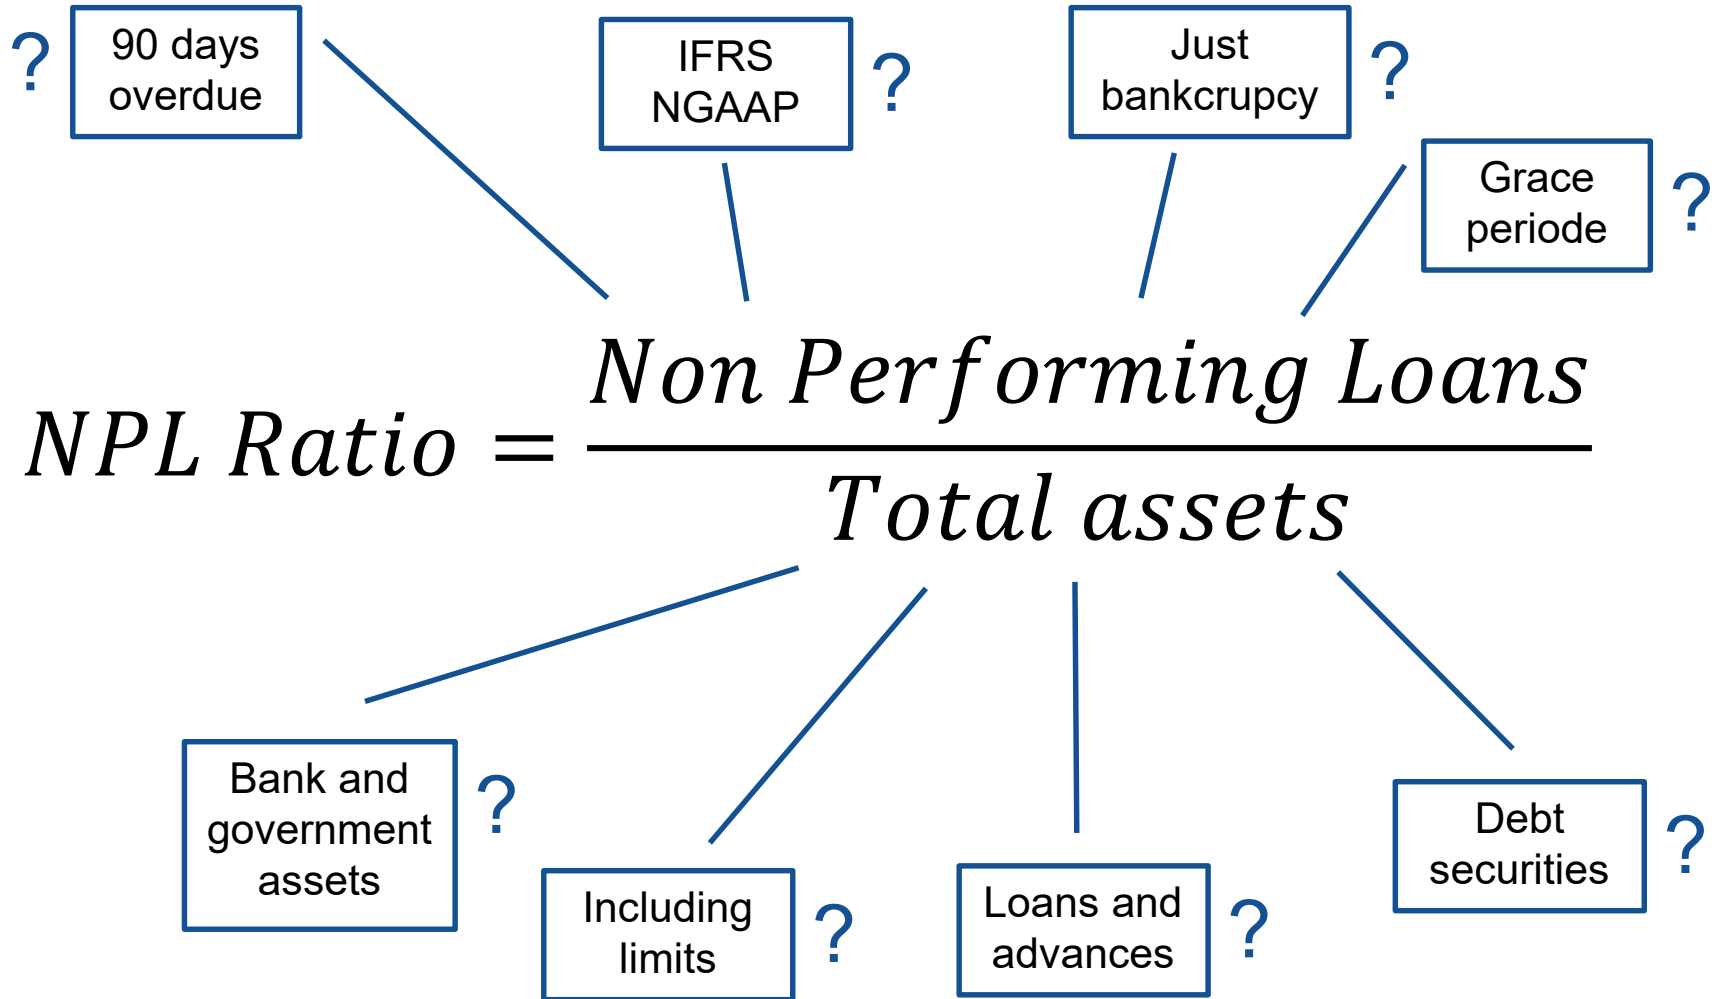 ?
90 days
overdue
IFRS
NGAAP
?
Just
bankcrupcy
?
Grace
periode
?
NPL Ratio = Non Performing Loans
Total assets
Bank and
government
assets
?
Including
limits
?
Loans and
advances
?
Debt
securities
?